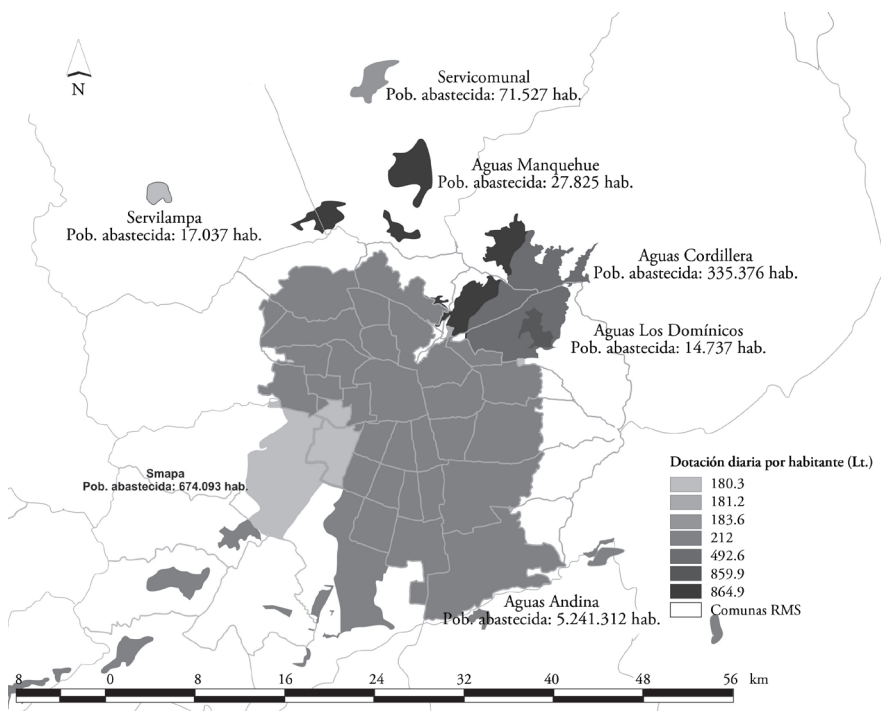 N
Servicomunal
Pob. abastecida: 71.527 hab.
Aguas Manquehue
Pob. abastecida: 27.825 hab.
Servilampa
Pob. abastecida: 17.037 hab.
Aguas Cordillera
Pob. abastecida: 335.376 hab.
Aguas Los Domínicos
Pob. abastecida: 14.737 hab.
Smapa
Pob. abastecida: 674.093 hab.
Dotación diaria por habitante (Lt.)
180.3
181.2
183.6
212
492.6
859.9
864.9
Comunas RMS
Aguas Andina
Pob. abastecida: 5.241.312 hab.
8 0 8 16 24 32 40 48 56 km